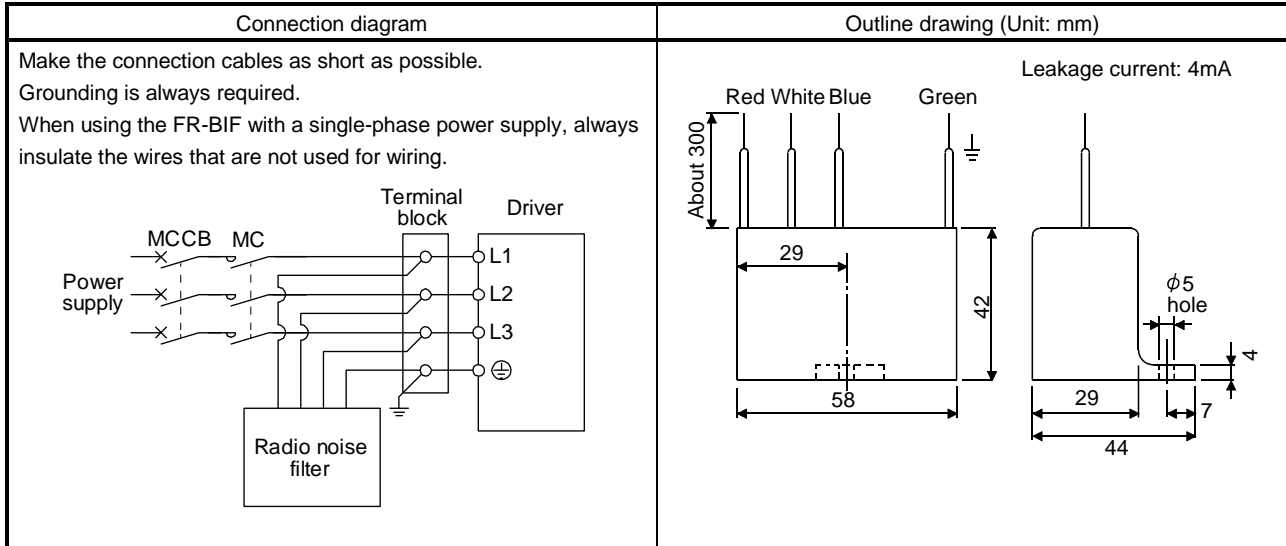 Connection diagram
Outline drawing (Unit: mm)
Make the connection cables as short as possible.
Grounding is always required.
When using the FR-BIF with a single-phase power supply, always
insulate the wires that are not used for wiring.
Terminal
block
Driver
MCCB MC
Power
supply
L1
L2
L3
Radio noise
filter
Leakage current: 4mA
Red White Blue Green
About 300
29
42
58
ϕ5
hole
4
29
7
44